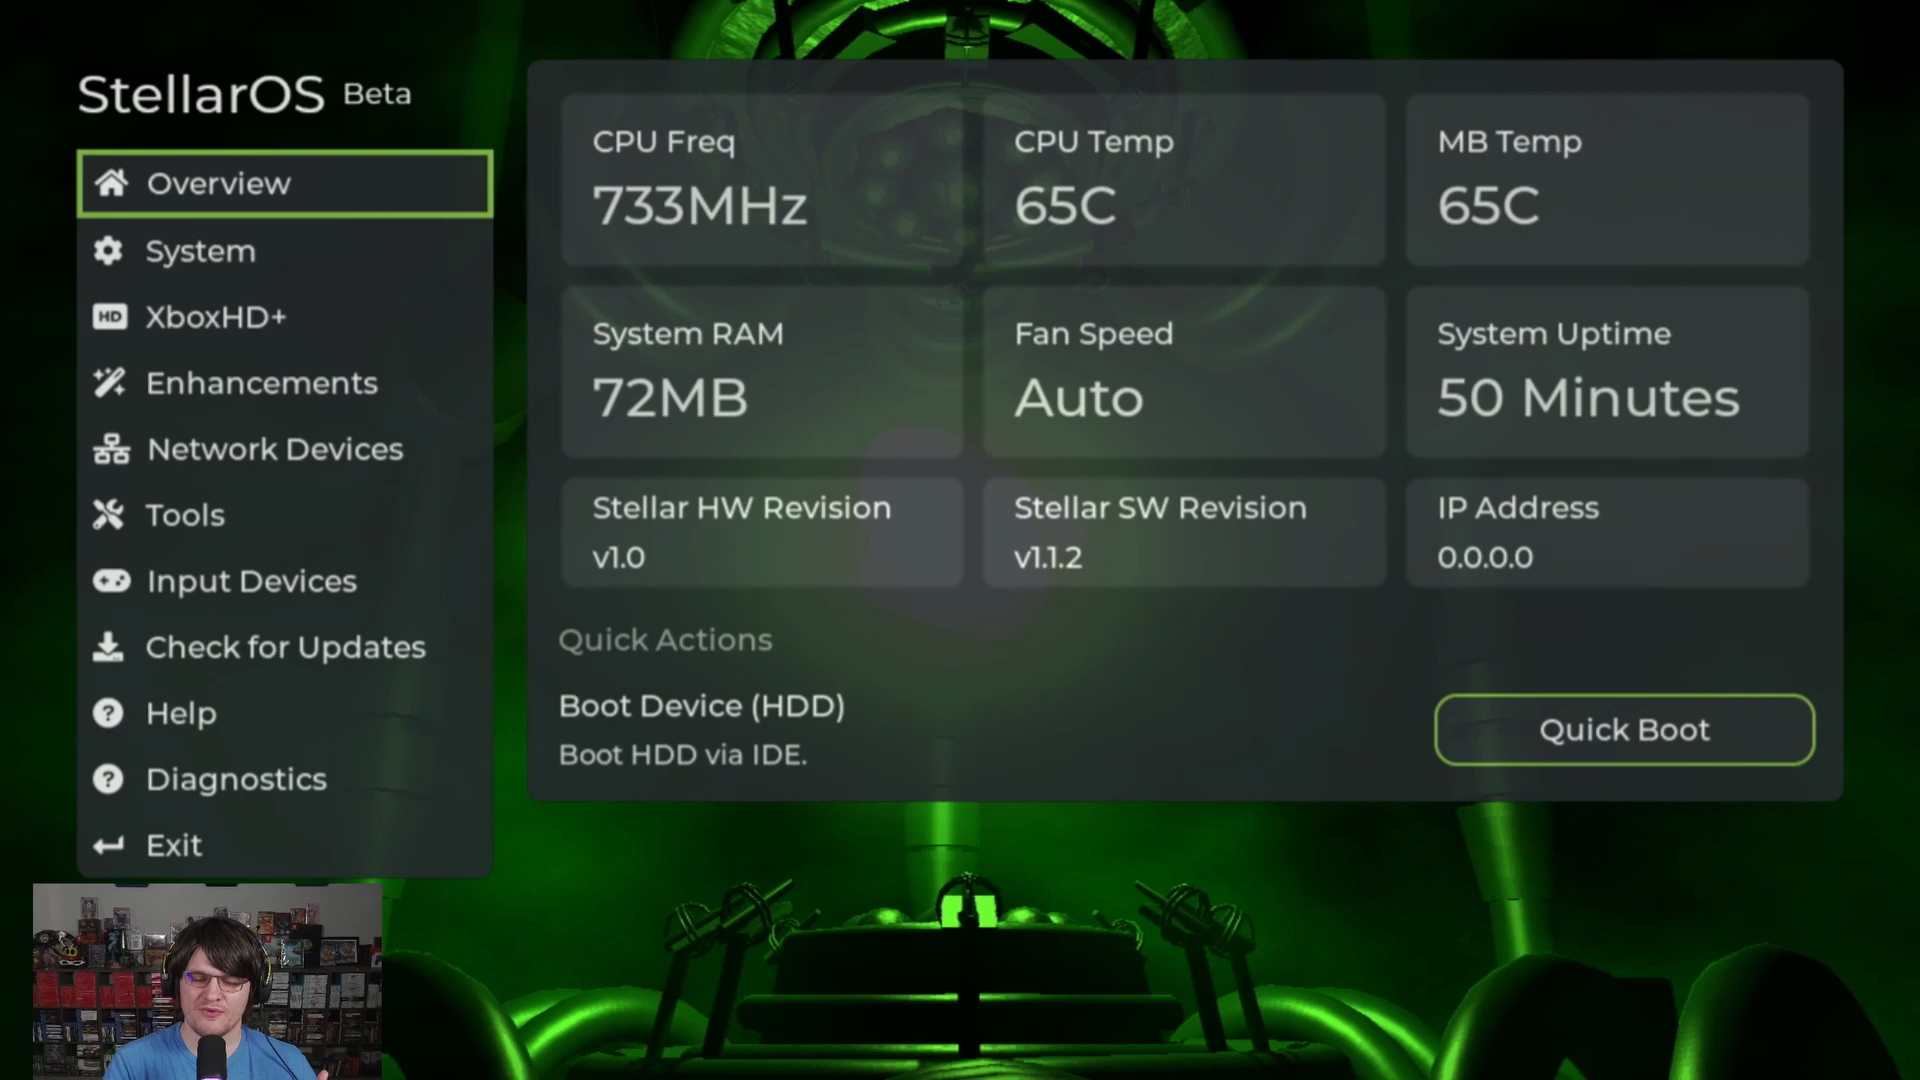 StellarOS Beta
Overview
System
HD
XboxHD+
Enhancements
Network Devices
Tools
Input Devices
Check for Updates
Help
Diagnostics
Exit
CPU Freq
733MHz
CPU Temp
65C
MB Temp
65C
System RAM
72MB
Fan Speed
Auto
System Uptime
50 Minutes
Stellar HW Revision
v1.0
Stellar SW Revision
v1.1.2
IP Address
0.0.0.0
Quick Actions
Boot Device (HDD)
Boot HDD via IDE.
Quick Boot